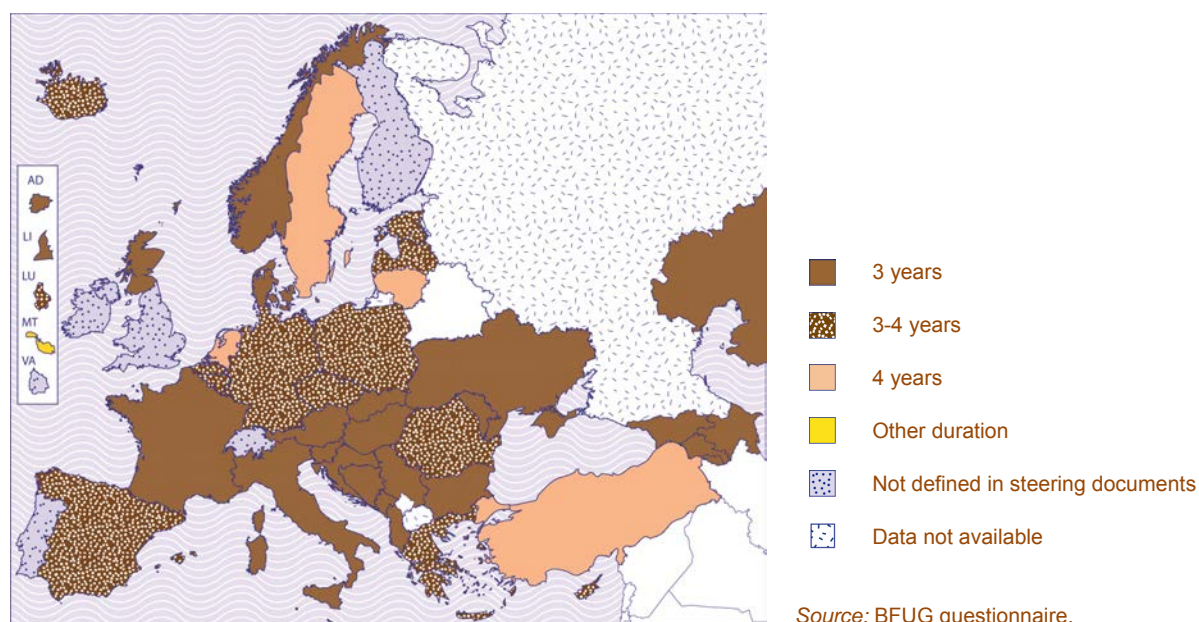 AD
LI
LU
MT
VA
3 years
3-4 years
4 years
Other duration
Not defined in steering documents
Data not available
Source: BFUG questionnaire.